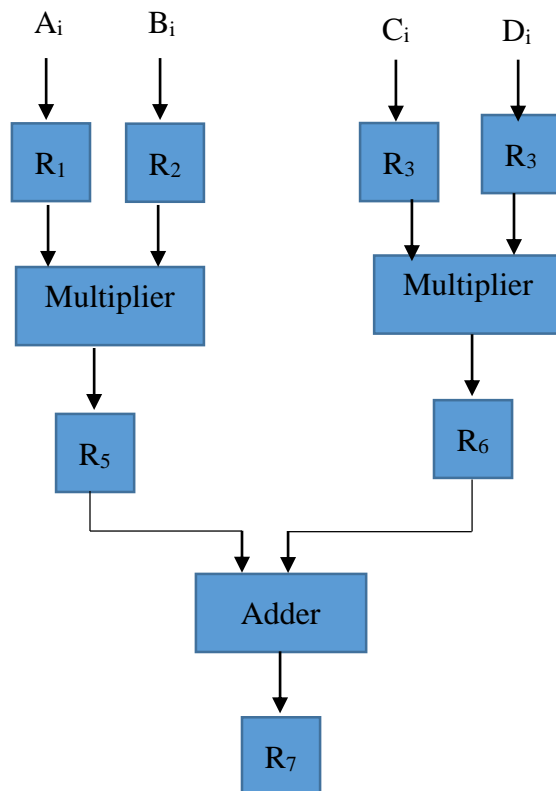 Ai Bi Ci Di
R1 R2 R3 R3
Multiplier Multiplier
R5 R6
Adder
R7